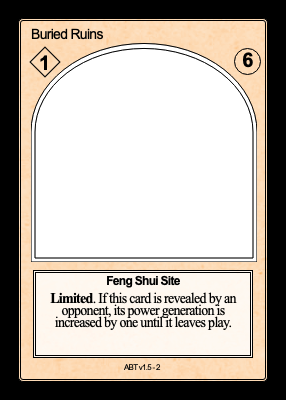 Buried Ruins
1
6
Feng Shui Site
Limited. If this card is revealed by an
opponent, its power generation is
increased by one until it leaves play.
ABT v1.5 - 2